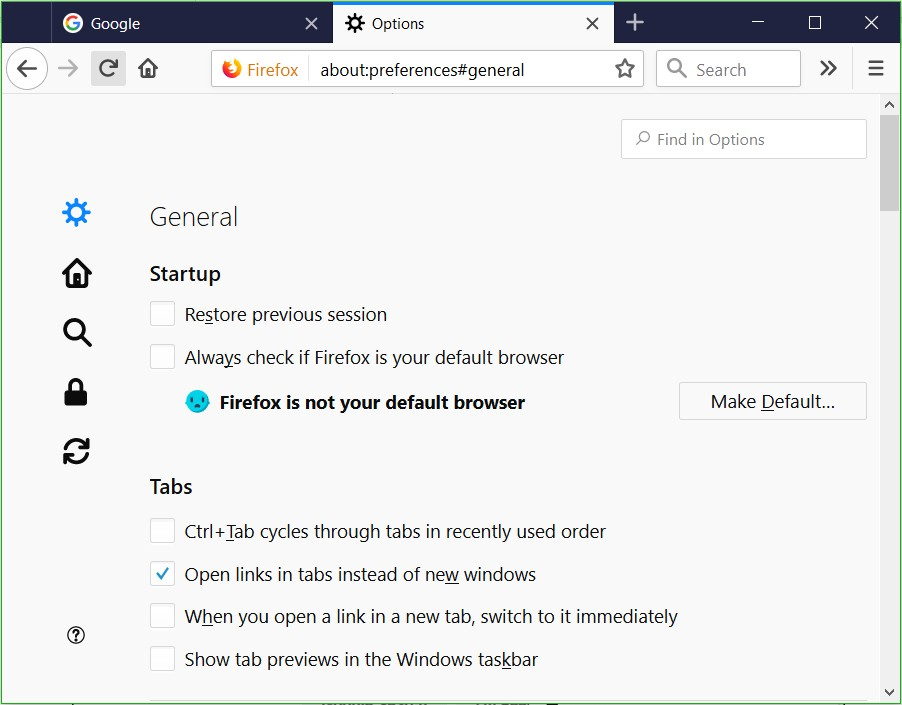 Google
Options
Firefox
about:preferences#general
Search
Find in Options
General
Startup
Restore previous session
Always check if Firefox is your default browser
Firefox is not your default browser
Make Default...
Tabs
Ctrl+Tab cycles through tabs in recently used order
Open links in tabs instead of new windows
When you open a link in a new tab, switch to it immediately
Show tab previews in the Windows taskbar